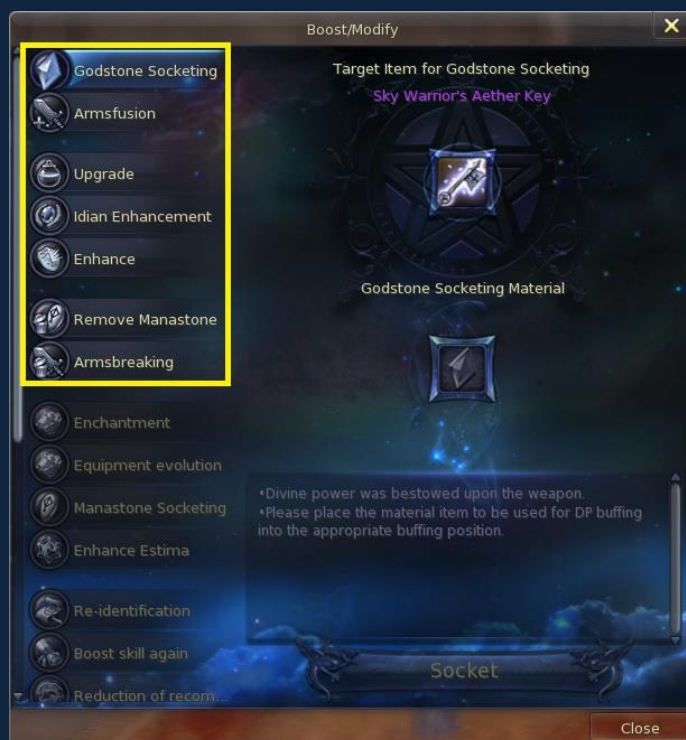 Boost/Modify
Godstone Socketing
Armsfusion
Upgrade
Idian Enhancement
Enhance
Remove Manastone
Armsbreaking
Enchantment
Equipment evolution
Manastone Socketing
Enhance Estima
Re-identification
Boost skill again
Reduction of recom...
Target Item for Godstone Socketing
Sky Warrior's Aether Key
Godstone Socketing Material
•Divine power was bestowed upon the weapon.
•Please place the material item to be used for DP buffing
into the appropriate buffing position.
Socket
Close